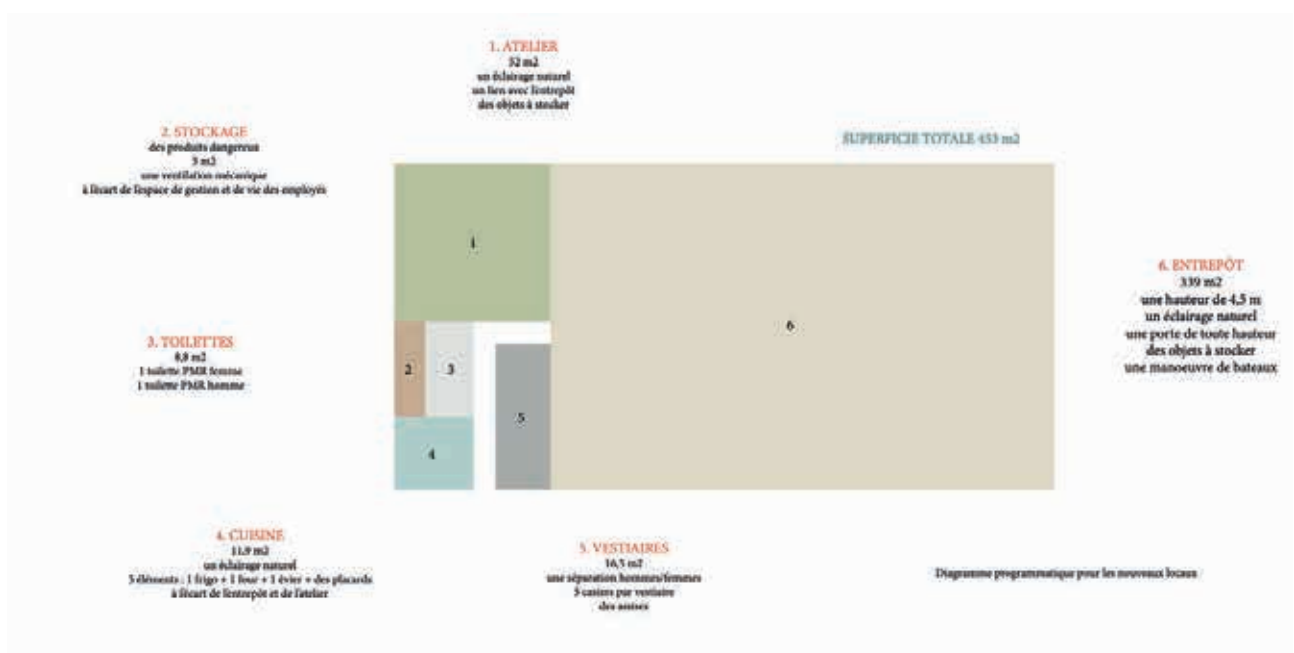 1. ATELIER
52 m2
un éclairage naturel
un lien avec l'entrepôt
des objets à stocker
2. STOCKAGE
des produits dangereux
5 m2
une ventilation mécanique
à l'écart de l'espace de gestion et de vie des employés
SUPERFICIE TOTALE 453 m2
1
6. ENTREPÔT
339 m2
une hauteur de 4,5 m
un éclairage naturel
une porte de toute hauteur
des objets à stocker
une manoeuvre de bateaux
6
3. TOILETTES
8,8 m2
1 toilette PMR femme
1 toilette PMR homme
2
3
5
4
4. CUISINE
11,9 m2
un éclairage naturel
5 éléments : 1 frigo + 1 four + 1 évier + des placards
à l'écart de l'entrepôt et de l'atelier
5. VESTIAIRES
16,5 m2
une séparation hommes/femmes
5 casiers par vestiaire
des assises
Diagramme programmatique pour les nouveaux locaux